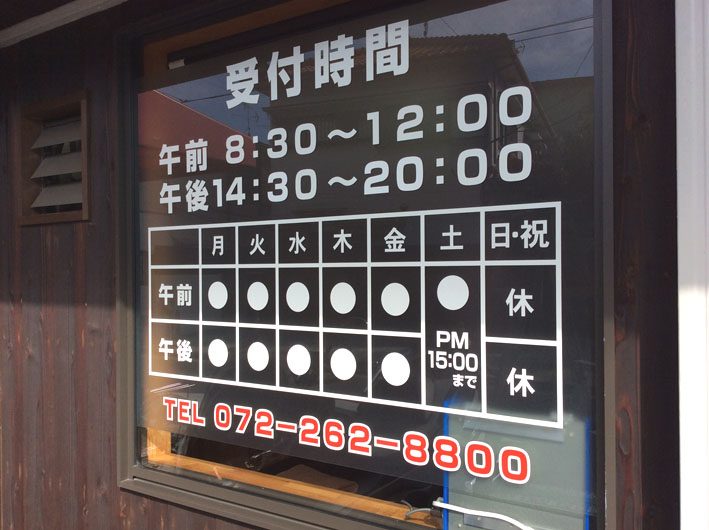 受付時間
午前 8:30～12:00
午後14:30～20:00
月 火 水 木 金 土 日・祝
午前 ● ● ● ● ● ● 休
午後 ● ● ● ● ● PM 15:00 まで 休
TEL 072-262-8800